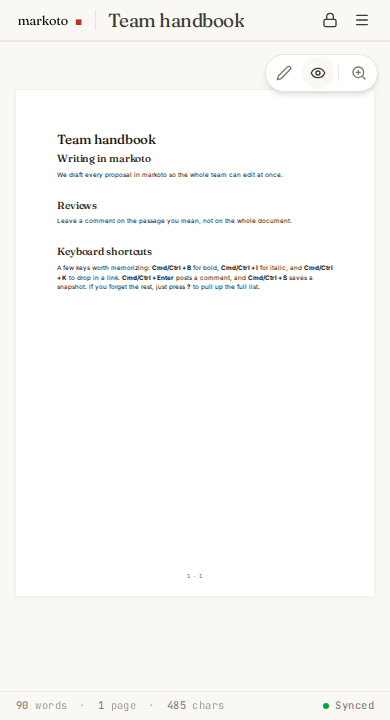 markoto
Team handbook
Team handbook
Writing in markoto
We draft every proposal in markoto so the whole team can edit at once.
Reviews
Leave a comment on the passage you mean, not on the whole document.
Keyboard shortcuts
A few keys worth memorizing: Cmd/Ctrl+B for bold, Cmd/Ctrl+I for italic, and Cmd/Ctrl
+K to drop in a link. Cmd/Ctrl+Enter posts a comment, and Cmd/Ctrl+S saves a
snapshot. If you forget the rest, just press ? to pull up the full list.
1 - 1
90 words · 1 page · 485 chars
Synced